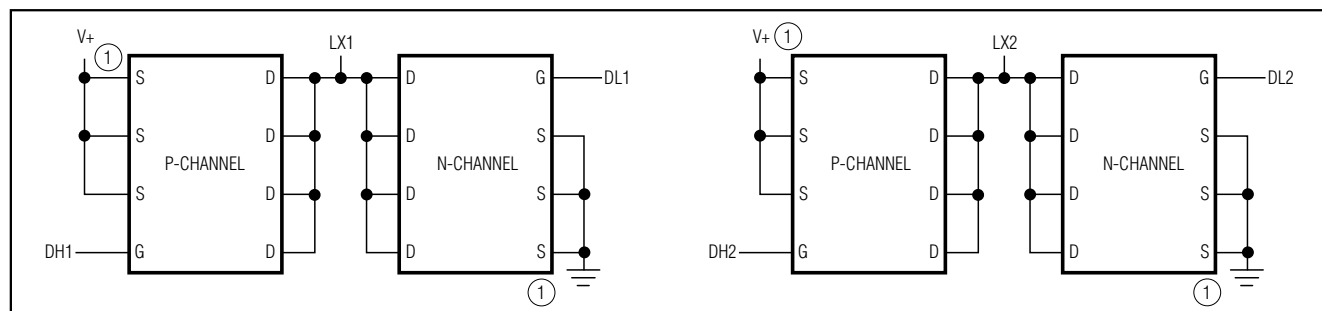 V+ ① LX1
S D D G DL1
S D D S
P-CHANNEL N-CHANNEL
S D D S
DH1 G D D S
①
V+ ① LX2
S D D G DL2
S D D S
P-CHANNEL N-CHANNEL
S D D S
DH2 G D D S
①